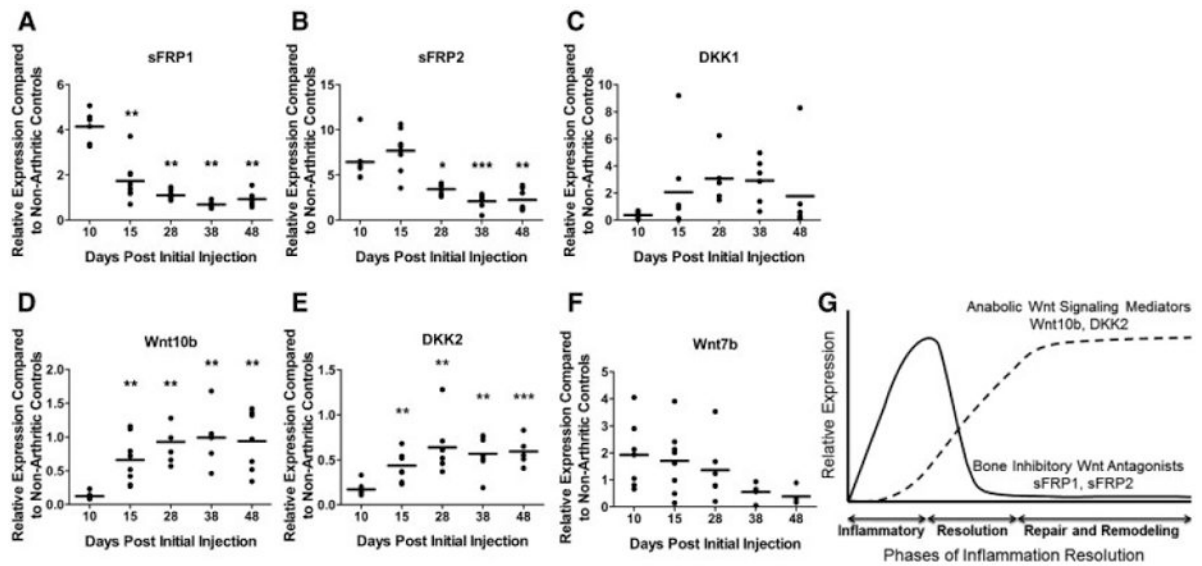 A
sFRP1
Relative Expression Compared
to Non-Arthritic Controls
6
4
2
0
**
**
**
**
10 15 28 38 48
Days Post Initial Injection
B
sFRP2
Relative Expression Compared
to Non-Arthritic Controls
15
10
5
0
*
***
**
10 15 28 38 48
Days Post Initial Injection
C
DKK1
Relative Expression Compared
to Non-Arthritic Controls
10
8
6
4
2
0
10 15 28 38 48
Days Post Initial Injection
D
Wnt10b
Relative Expression Compared
to Non-Arthritic Controls
2.0
1.5
1.0
0.5
0.0
**
**
**
**
10 15 28 38 48
Days Post Initial Injection
E
DKK2
Relative Expression Compared
to Non-Arthritic Controls
1.5
1.0
0.5
0.0
**
**
**
***
10 15 28 38 48
Days Post Initial Injection
F
Wnt7b
Relative Expression Compared
to Non-Arthritic Controls
5
4
3
2
1
0
10 15 28 38 48
Days Post Initial Injection
G
Anabolic Wnt Signaling Mediators
Wnt10b, DKK2
Relative Expression
Bone Inhibitory Wnt Antagonists
sFRP1, sFRP2
Inflammatory Resolution Repair and Remodeling
Phases of Inflammation Resolution